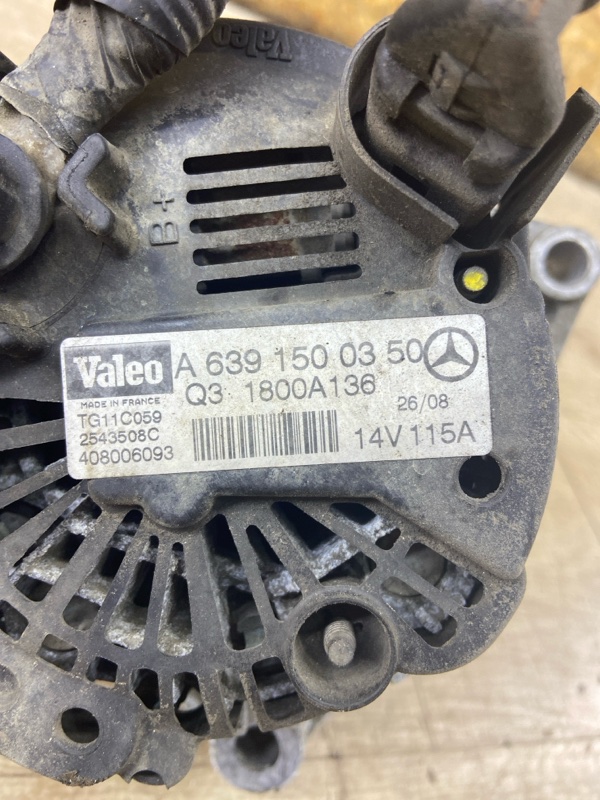 Valeo
B+
Valeo A 639 150 03 50
MADE IN FRANCE Q3 1800A136
TG11C059 26/08
2543508C
408006093 14V 115A